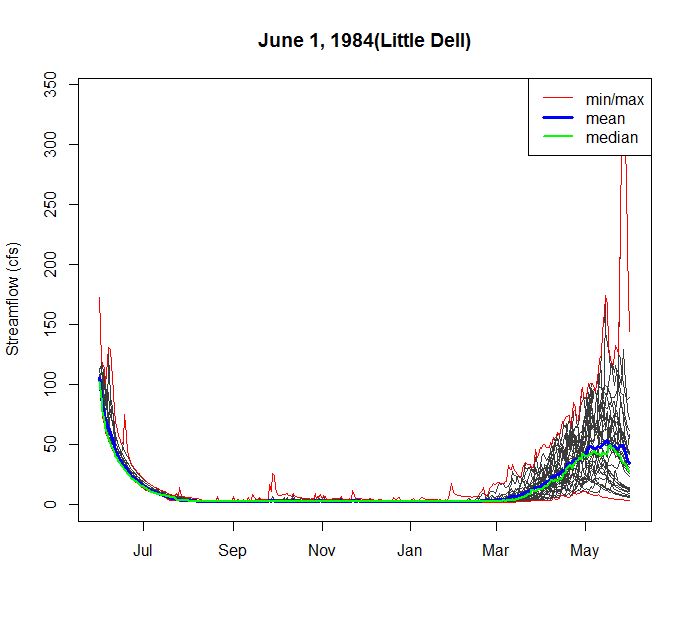 June 1, 1984(Little Dell)
min/max
mean
median
Streamflow (cfs)
350
300
250
200
150
100
50
0
Jul Sep Nov Jan Mar May